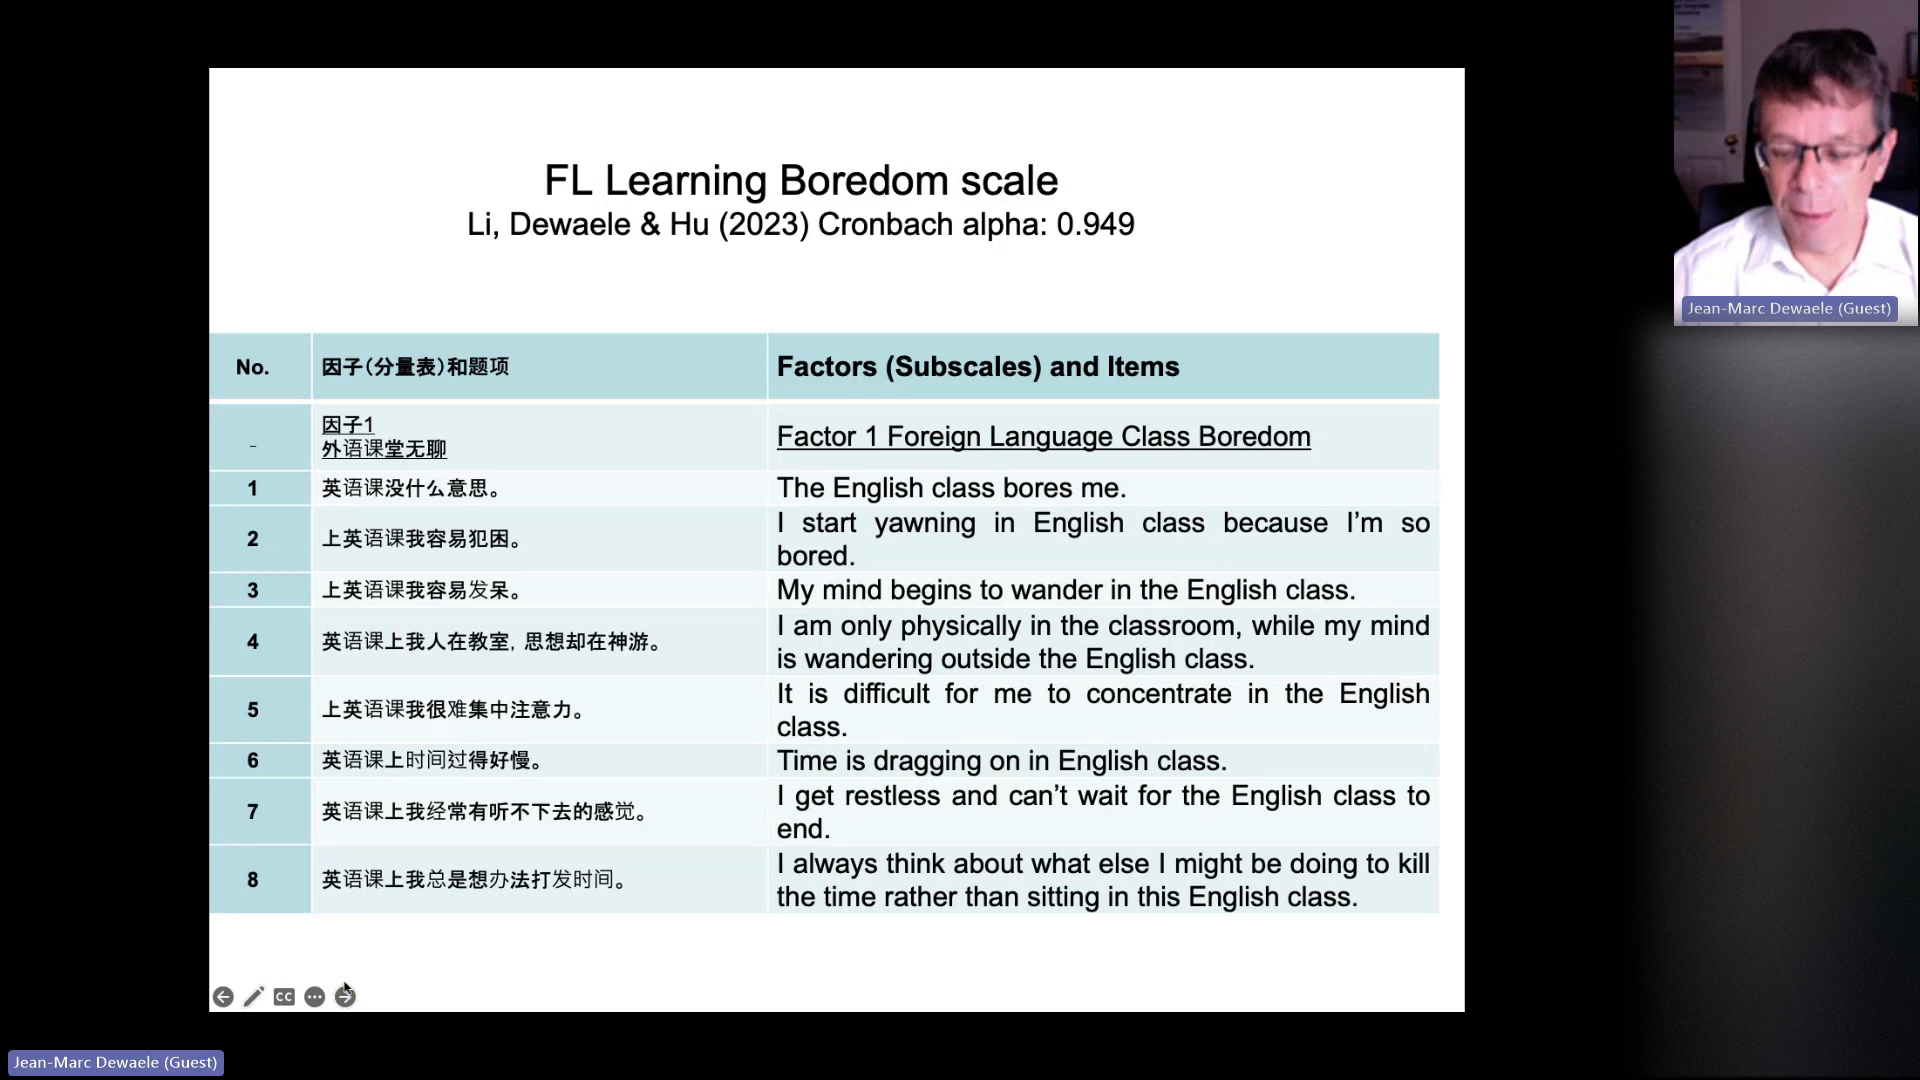 FL Learning Boredom scale
Li, Dewaele & Hu (2023) Cronbach alpha: 0.949
No.
因子（分量表）和题项
Factors (Subscales) and Items
-
因子1
外语课堂无聊
Factor 1 Foreign Language Class Boredom
1
英语课没什么意思。
The English class bores me.
2
上英语课我容易犯困。
I start yawning in English class because I’m so
bored.
3
上英语课我容易发呆。
My mind begins to wander in the English class.
4
英语课上我人在教室，思想却在神游。
I am only physically in the classroom, while my mind
is wandering outside the English class.
5
上英语课我很难集中注意力。
It is difficult for me to concentrate in the English
class.
6
英语课上时间过得好慢。
Time is dragging on in English class.
7
英语课上我经常有听不下去的感觉。
I get restless and can’t wait for the English class to
end.
8
英语课上我总是想办法打发时间。
I always think about what else I might be doing to kill
the time rather than sitting in this English class.
CC
Jean-Marc Dewaele (Guest)
Jean-Marc Dewaele (Guest)